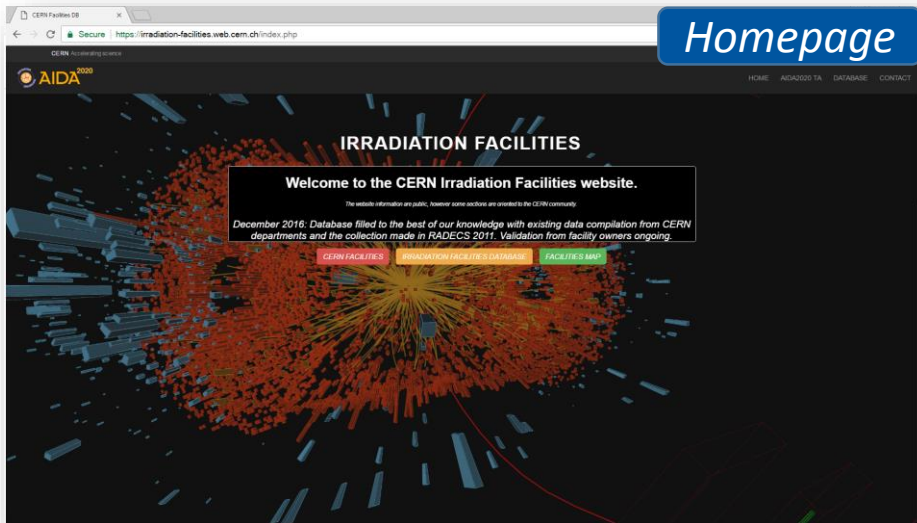 CERN Facilities DB
Homepage
Secure https://irradiation-facilities.web.cern.ch/index.php
CERN Accelerating science
AIDA2020
HOME AIDA2020 TA DATABASE CONTACT
IRRADIATION FACILITIES
Welcome to the CERN Irradiation Facilities website.
The website information are public, however some sections are oriented to the CERN community.
December 2016: Database filled to the best of our knowledge with existing data compilation from CERN
departments and the collection made in RADECS 2011. Validation from facility owners ongoing.
CERN FACILITIES IRRADIATION FACILITIES DATABASE FACILITIES MAP